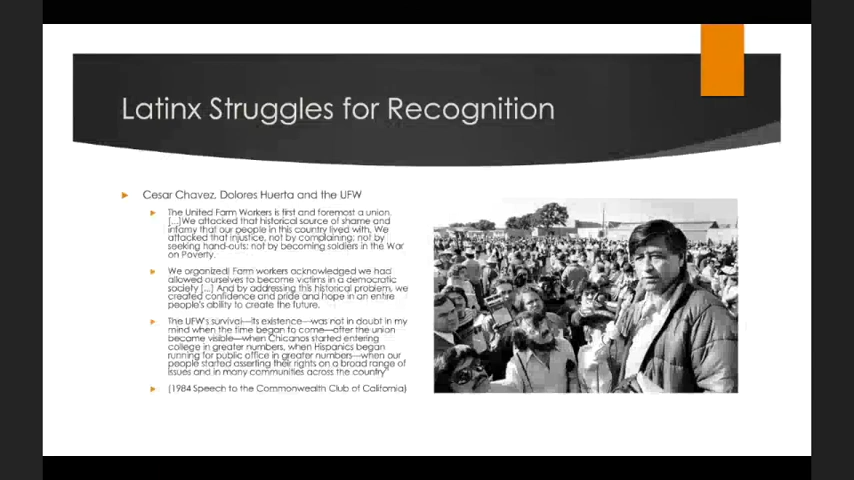 Latinx Struggles for Recognition
Cesar Chavez, Dolores Huerta and the UFW
The United Farm Workers is first and foremost a union.
[...]We attacked that historical source of shame and
infamy that our people in this country lived with. We
attacked that injustice, not by complaining; not by
seeking hand-outs; not by becoming soldiers in the War
on Poverty.
We organized! Farm workers acknowledged we had
allowed ourselves to become victims in a democratic
society [...] And by addressing this historical problem, we
created confidence and pride and hope in an entire
people's ability to create the future.
The UFW's survival—its existence—was not in doubt in my
mind when the time began to come—after the union
became visible—when Chicanos started entering
college in greater numbers, when Hispanics began
running for public office in greater numbers—when our
people started asserting their rights on a broad range of
issues and in many communities across the country"
(1984 Speech to the Commonwealth Club of California)